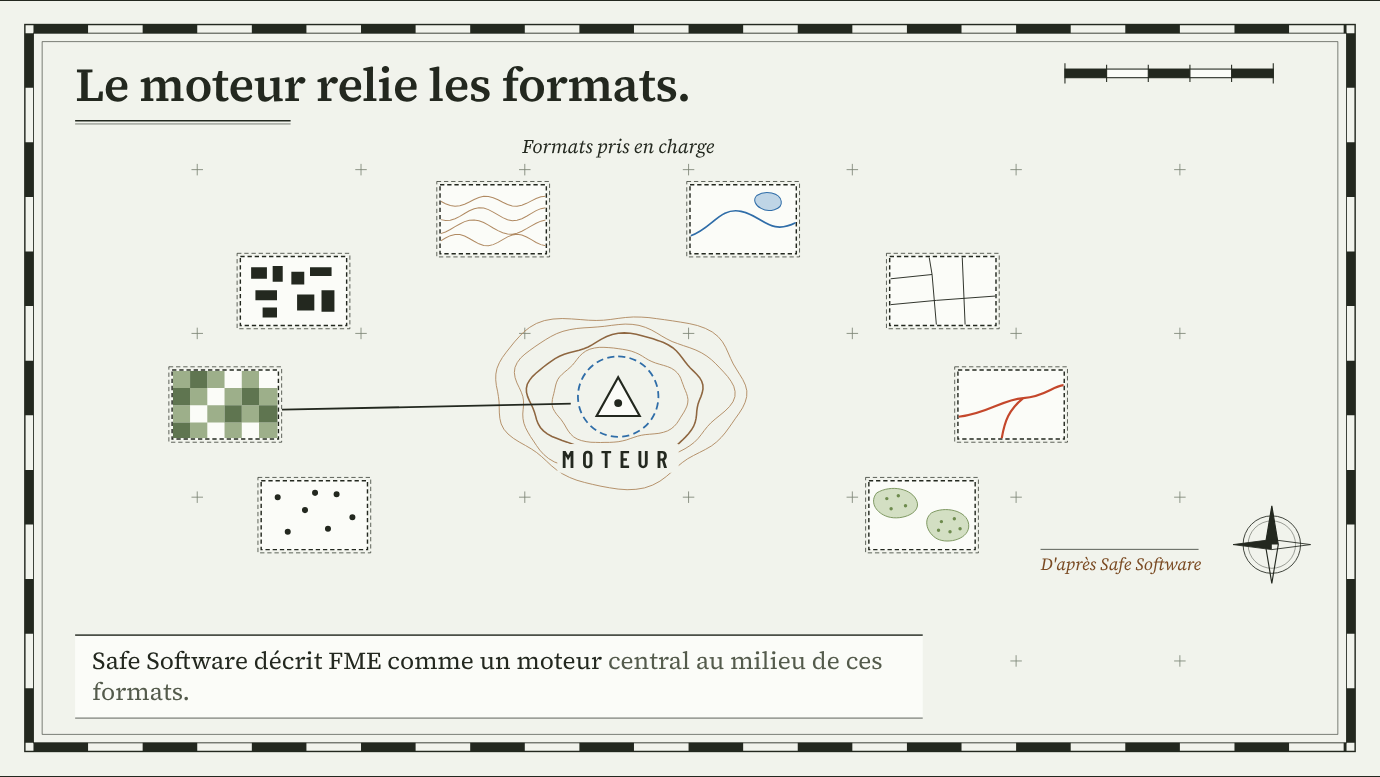 Le moteur relie les formats.
Formats pris en charge
MOTEUR
D'après Safe Software
Safe Software décrit FME comme un moteur central au milieu de ces
formats.